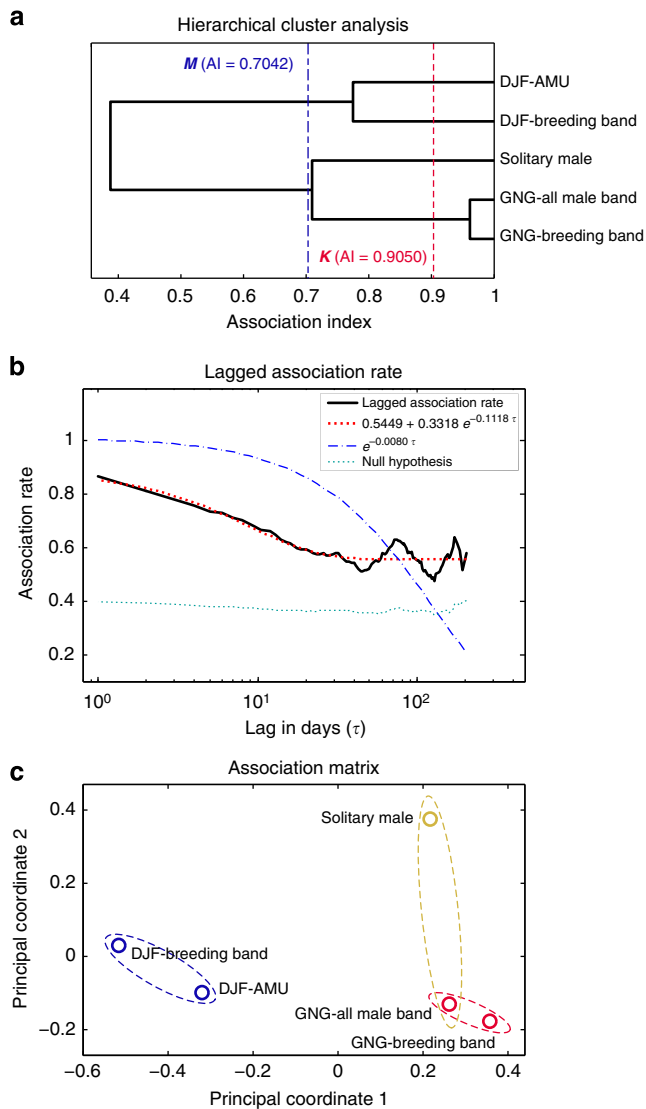 a
Hierarchical cluster analysis
M (AI = 0.7042)
DJF-AMU
DJF-breeding band
Solitary male
GNG-all male band
GNG-breeding band
K (AI = 0.9050)
0.4 0.5 0.6 0.7 0.8 0.9 1
Association index
b
Lagged association rate
Lagged association rate
0.5449 + 0.3318 e^−0.1118 τ
e^−0.0080 τ
Null hypothesis
1
0.8
0.6
0.4
0.2
Association rate
10^0 10^1 10^2
Lag in days (τ)
c
Association matrix
0.4
0.2
0
−0.2
Principal coordinate 2
Solitary male
DJF-breeding band
DJF-AMU
GNG-all male band
GNG-breeding band
−0.6 −0.4 −0.2 0 0.2 0.4
Principal coordinate 1